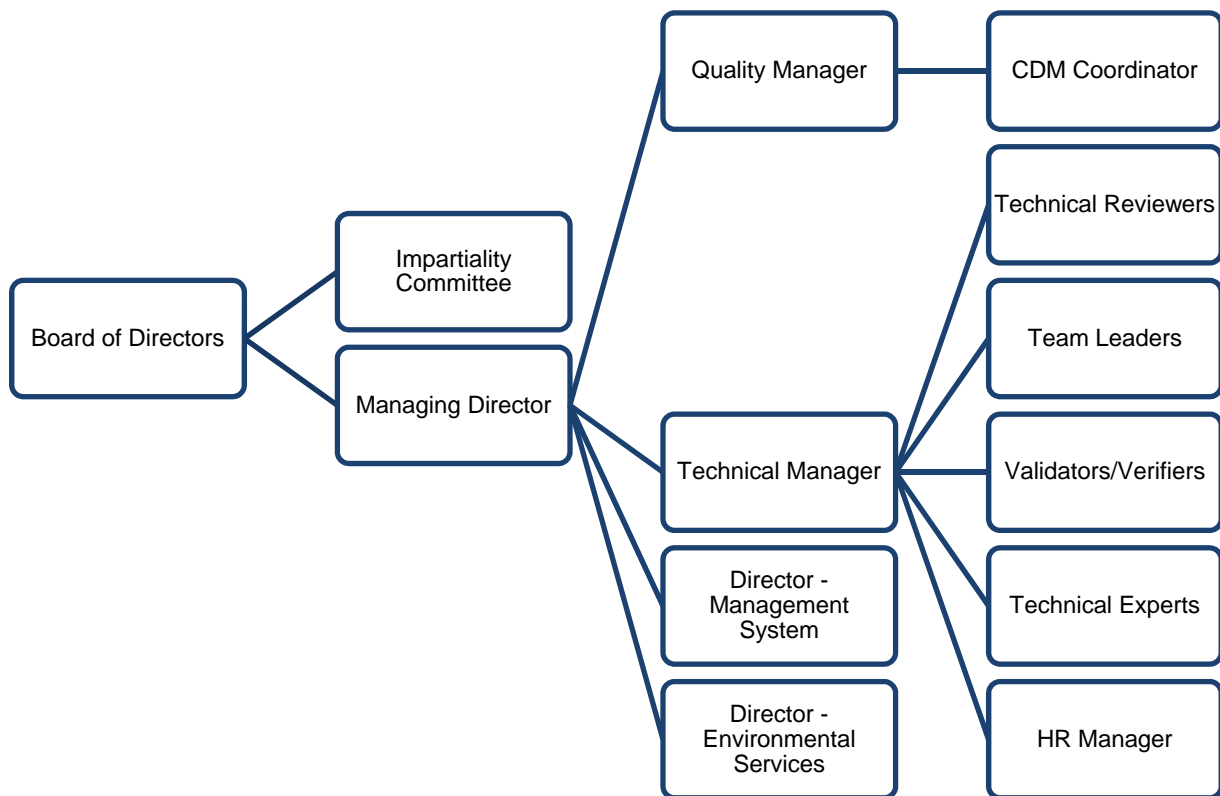 Board of Directors
Impartiality
Committee
Managing Director
Quality Manager
CDM Coordinator
Technical Manager
Technical Reviewers
Team Leaders
Validators/Verifiers
Technical Experts
HR Manager
Director -
Management
System
Director -
Environmental
Services